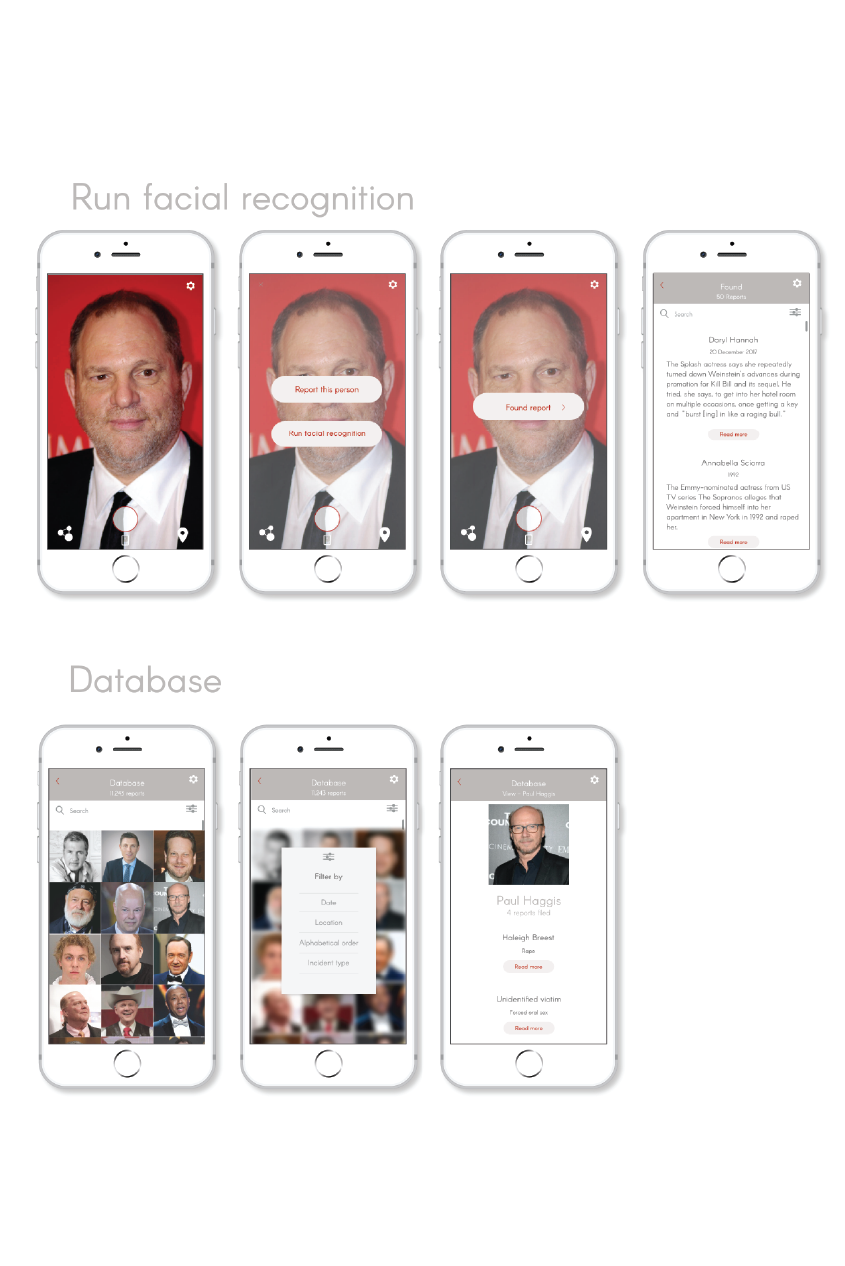 Run facial recognition
Report this person
Run facial recognition
Found report
Found
80 Reports
Search
Daryl Hannah
20 December 2017
The Splash actress says she repeatedly
turned down Weinstein's advances during
promotion for Kill Bill and its sequel. He
tried, she says, to get into her hotel room
on multiple occasions, once getting a key
and "burst [ing] in like a raging bull."
Read more
Annabella Sciorra
1992
The Emmy-nominated actress from US
TV series The Sopranos alleges that
Weinstein forced himself into her
apartment in New York in 1992 and raped
her.
Read more
Database
Database
11,243 reports
Search
Database
11,243 reports
Search
Filter by
Date
Location
Alphabetical order
Incident type
Database
View - Paul Haggis
CINEM
Paul Haggis
4 reports filed
Haleigh Breest
Rape
Read more
Unidentified victim
Forced oral sex
Read more